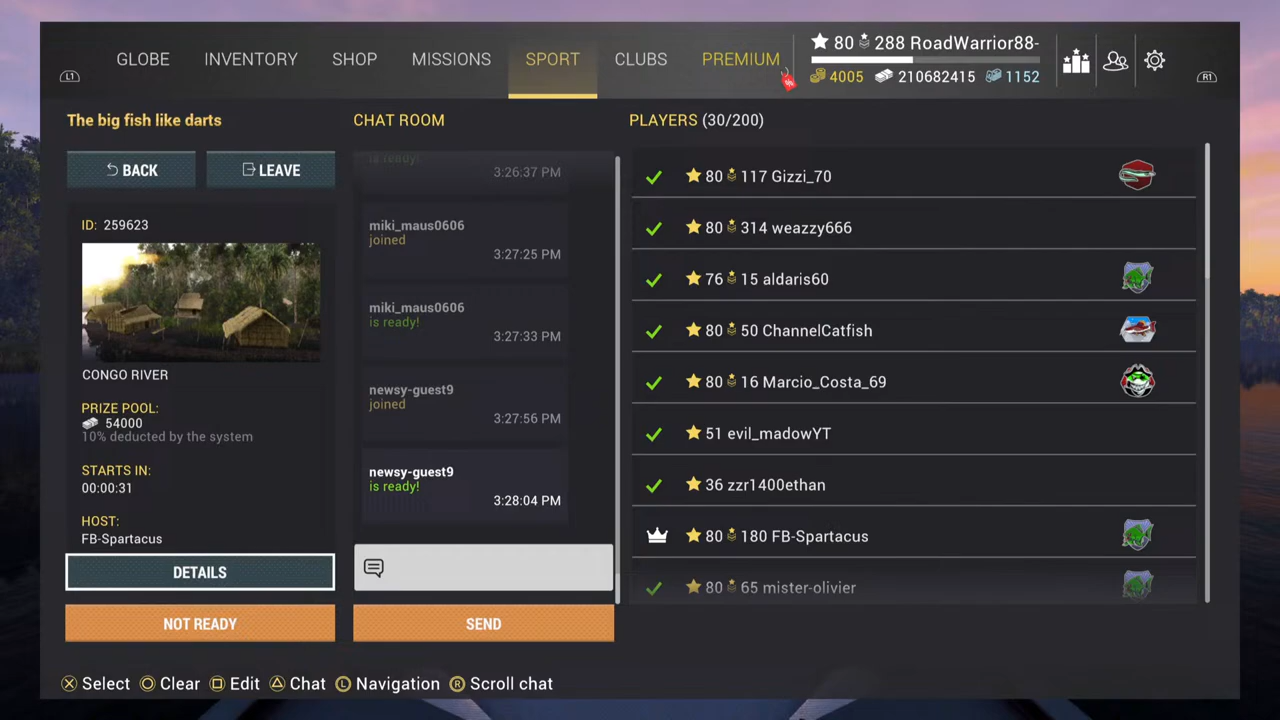 GLOBE INVENTORY SHOP MISSIONS SPORT CLUBS PREMIUM
80 288 RoadWarrior88-
4005 210682415 1152
L1
R1
The big fish like darts
BACK LEAVE
ID: 259623
CONGO RIVER
PRIZE POOL:
54000
10% deducted by the system
STARTS IN:
00:00:31
HOST:
FB-Spartacus
DETAILS
NOT READY
CHAT ROOM
is ready!
3:26:37 PM
miki_maus0606
joined
3:27:25 PM
miki_maus0606
is ready!
3:27:33 PM
newsy-guest9
joined
3:27:56 PM
newsy-guest9
is ready!
3:28:04 PM
SEND
PLAYERS (30/200)
80 117 Gizzi_70
80 314 weazzy666
76 15 aldaris60
80 50 ChannelCatfish
80 16 Marcio_Costa_69
51 evil_madowYT
36 zzr1400ethan
80 180 FB-Spartacus
80 65 mister-olivier
Select Clear Edit Chat L Navigation R Scroll chat